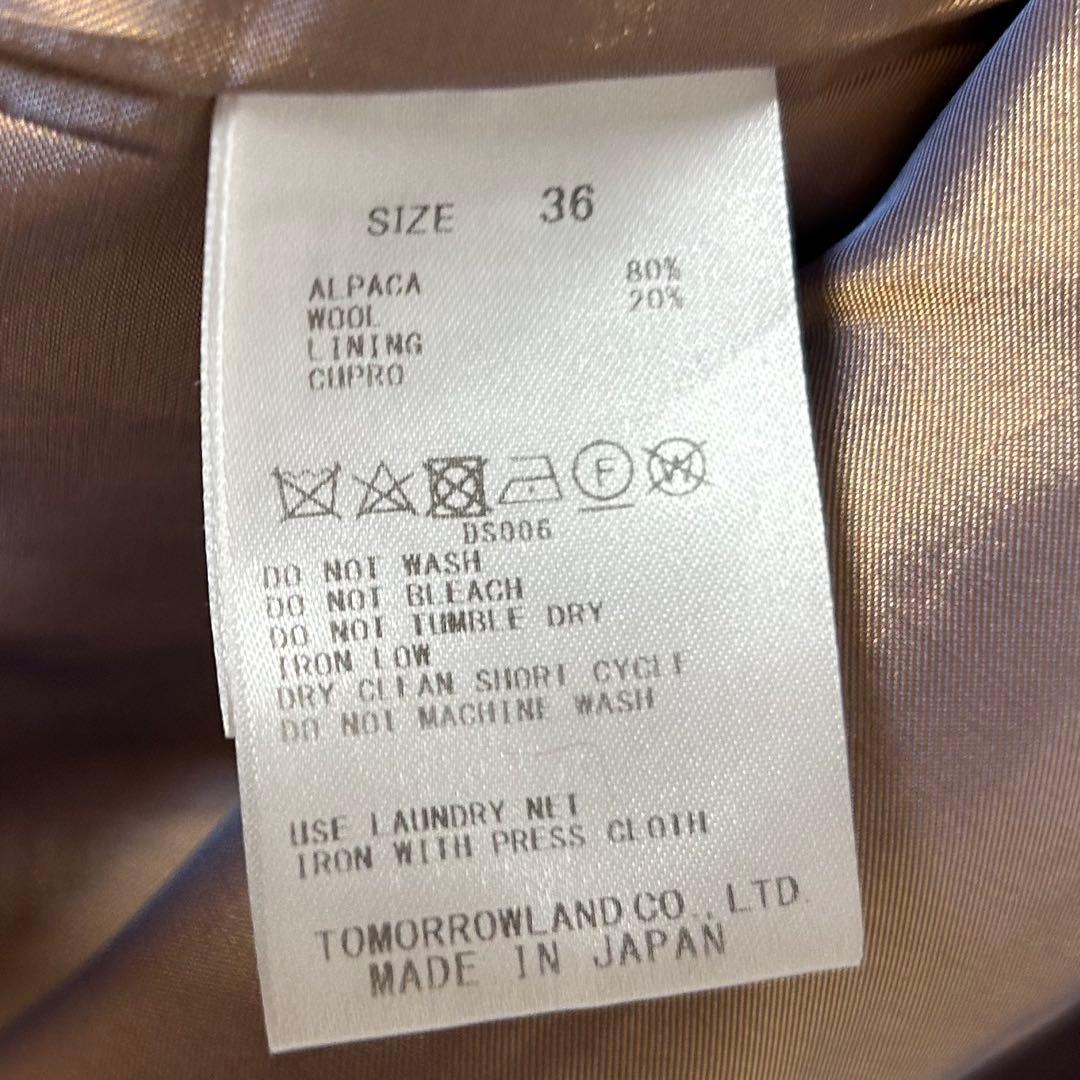 SIZE 36
ALPACA 80%
WOOL 20%
LINING
CUPRO
F W
DS006
DO NOT WASH
DO NOT BLEACH
DO NOT TUMBLE DRY
IRON LOW
DRY CLEAN SHORT CYCLE
DO NOT MACHINE WASH
USE LAUNDRY NET
IRON WITH PRESS CLOTH
TOMORROWLAND CO., LTD.
MADE IN JAPAN